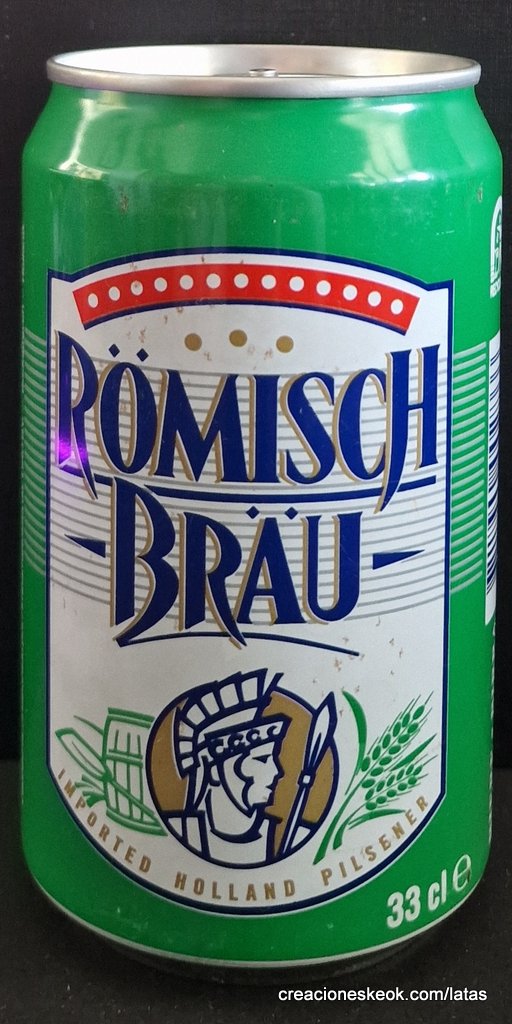 RÖMISCH
BRÄU
IMPORTED HOLLAND PILSENER
33 cl e
creacioneskeok.com/latas